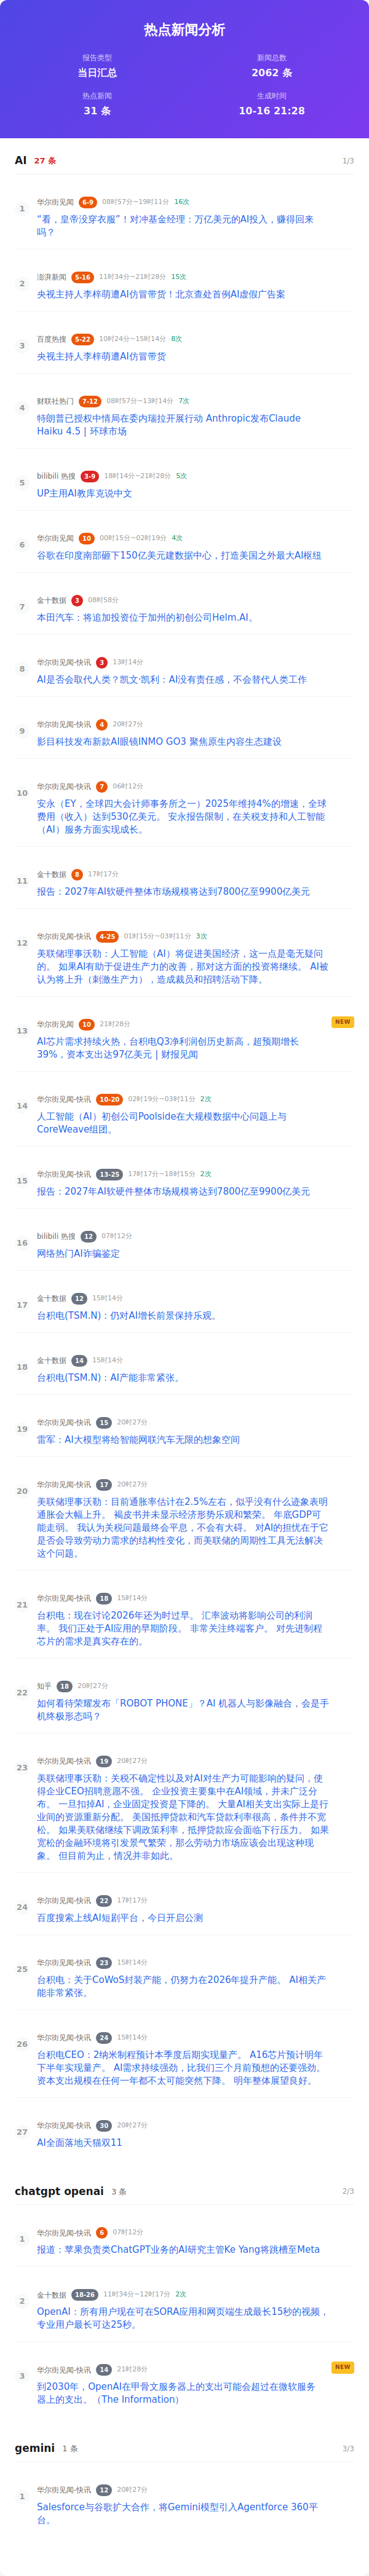 热点新闻分析
报告类型
当日汇总
新闻总数
2062 条
热点新闻
31 条
生成时间
10-16 21:28
AI 27 条 1/3
1
华尔街见闻 6-9 08时57分~19时11分 16次
“看，皇帝没穿衣服”！对冲基金经理：万亿美元的AI投入，赚得回来
吗？
2
澎湃新闻 5-16 11时34分~21时28分 15次
央视主持人李梓萌遭AI仿冒带货！北京查处首例AI虚假广告案
3
百度热搜 5-22 10时24分~15时14分 8次
央视主持人李梓萌遭AI仿冒带货
4
财联社热门 7-12 08时57分~13时14分 7次
特朗普已授权中情局在委内瑞拉开展行动 Anthropic发布Claude
Haiku 4.5 | 环球市场
5
bilibili 热搜 3-9 18时14分~21时28分 5次
UP主用AI教库克说中文
6
华尔街见闻 10 00时15分~02时19分 4次
谷歌在印度南部砸下150亿美元建数据中心，打造美国之外最大AI枢纽
7
金十数据 3 08时58分
本田汽车：将追加投资位于加州的初创公司Helm.AI。
8
华尔街见闻-快讯 3 13时14分
AI是否会取代人类？凯文·凯利：AI没有责任感，不会替代人类工作
9
华尔街见闻-快讯 4 20时27分
影目科技发布新款AI眼镜INMO GO3 聚焦原生内容生态建设
10
华尔街见闻-快讯 7 06时12分
安永（EY，全球四大会计师事务所之一）2025年维持4%的增速，全球
费用（收入）达到530亿美元。 安永报告限制，在关税支持和人工智能
（AI）服务方面实现成长。
11
金十数据 8 17时17分
报告：2027年AI软硬件整体市场规模将达到7800亿至9900亿美元
12
华尔街见闻-快讯 4-25 01时15分~03时11分 3次
美联储理事沃勒：人工智能（AI）将促进美国经济，这一点是毫无疑问
的。 如果AI有助于促进生产力的改善，那对这方面的投资将继续。 AI被
认为将上升（刺激生产力），造成裁员和招聘活动下降。
13
华尔街见闻 10 21时28分
NEW
AI芯片需求持续火热，台积电Q3净利润创历史新高，超预期增长
39%，资本支出达97亿美元 | 财报见闻
14
华尔街见闻-快讯 10-20 02时19分~03时11分 2次
人工智能（AI）初创公司Poolside在大规模数据中心问题上与
CoreWeave组团。
15
华尔街见闻-快讯 13-25 17时17分~18时15分 2次
报告：2027年AI软硬件整体市场规模将达到7800亿至9900亿美元
16
bilibili 热搜 12 07时12分
网络热门AI诈骗鉴定
17
金十数据 12 15时14分
台积电(TSM.N)：仍对AI增长前景保持乐观。
18
金十数据 14 15时14分
台积电(TSM.N)：AI产能非常紧张。
19
华尔街见闻-快讯 15 20时27分
雷军：AI大模型将给智能网联汽车无限的想象空间
20
华尔街见闻-快讯 17 20时27分
美联储理事沃勒：目前通胀率估计在2.5%左右，似乎没有什么迹象表明
通胀会大幅上升。 褐皮书并未显示经济形势乐观和繁荣。 年底GDP可
能走弱。 我认为关税问题最终会平息，不会有大碍。 对AI的担忧在于它
是否会导致劳动力需求的结构性变化，而美联储的周期性工具无法解决
这个问题。
21
华尔街见闻-快讯 18 15时14分
台积电：现在讨论2026年还为时过早。 汇率波动将影响公司的利润
率。 我们正处于AI应用的早期阶段。 非常关注终端客户。 对先进制程
芯片的需求是真实存在的。
22
知乎 18 20时27分
如何看待荣耀发布「ROBOT PHONE」？AI 机器人与影像融合，会是手
机终极形态吗？
23
华尔街见闻-快讯 19 20时27分
美联储理事沃勒：关税不确定性以及对AI对生产力可能影响的疑问，使
得企业CEO招聘意愿不强。 企业投资主要集中在AI领域，并未广泛分
布。 一旦扣掉AI，企业固定投资是下降的。 大量AI相关支出实际上是行
业间的资源重新分配。 美国抵押贷款和汽车贷款利率很高，条件并不宽
松。 如果美联储继续下调政策利率，抵押贷款应会面临下行压力。 如果
宽松的金融环境将引发景气繁荣，那么劳动力市场应该会出现这种现
象。 但目前为止，情况并非如此。
24
华尔街见闻-快讯 22 17时17分
百度搜索上线AI短剧平台，今日开启公测
25
华尔街见闻-快讯 23 15时14分
台积电：关于CoWoS封装产能，仍努力在2026年提升产能。 AI相关产
能非常紧张。
26
华尔街见闻-快讯 24 15时14分
台积电CEO：2纳米制程预计本季度后期实现量产。 A16芯片预计明年
下半年实现量产。 AI需求持续强劲，比我们三个月前预想的还要强劲。
资本支出规模在任何一年都不太可能突然下降。 明年整体展望良好。
27
华尔街见闻-快讯 30 20时27分
AI全面落地天猫双11
chatgpt openai 3 条 2/3
1
华尔街见闻-快讯 6 07时12分
报道：苹果负责类ChatGPT业务的AI研究主管Ke Yang将跳槽至Meta
2
金十数据 18-26 11时34分~12时17分 2次
OpenAI：所有用户现在可在SORA应用和网页端生成最长15秒的视频，
专业用户最长可达25秒。
3
华尔街见闻-快讯 14 21时28分
NEW
到2030年，OpenAI在甲骨文服务器上的支出可能会超过在微软服务
器上的支出。（The Information）
gemini 1 条 3/3
1
华尔街见闻-快讯 12 20时27分
Salesforce与谷歌扩大合作，将Gemini模型引入Agentforce 360平
台。